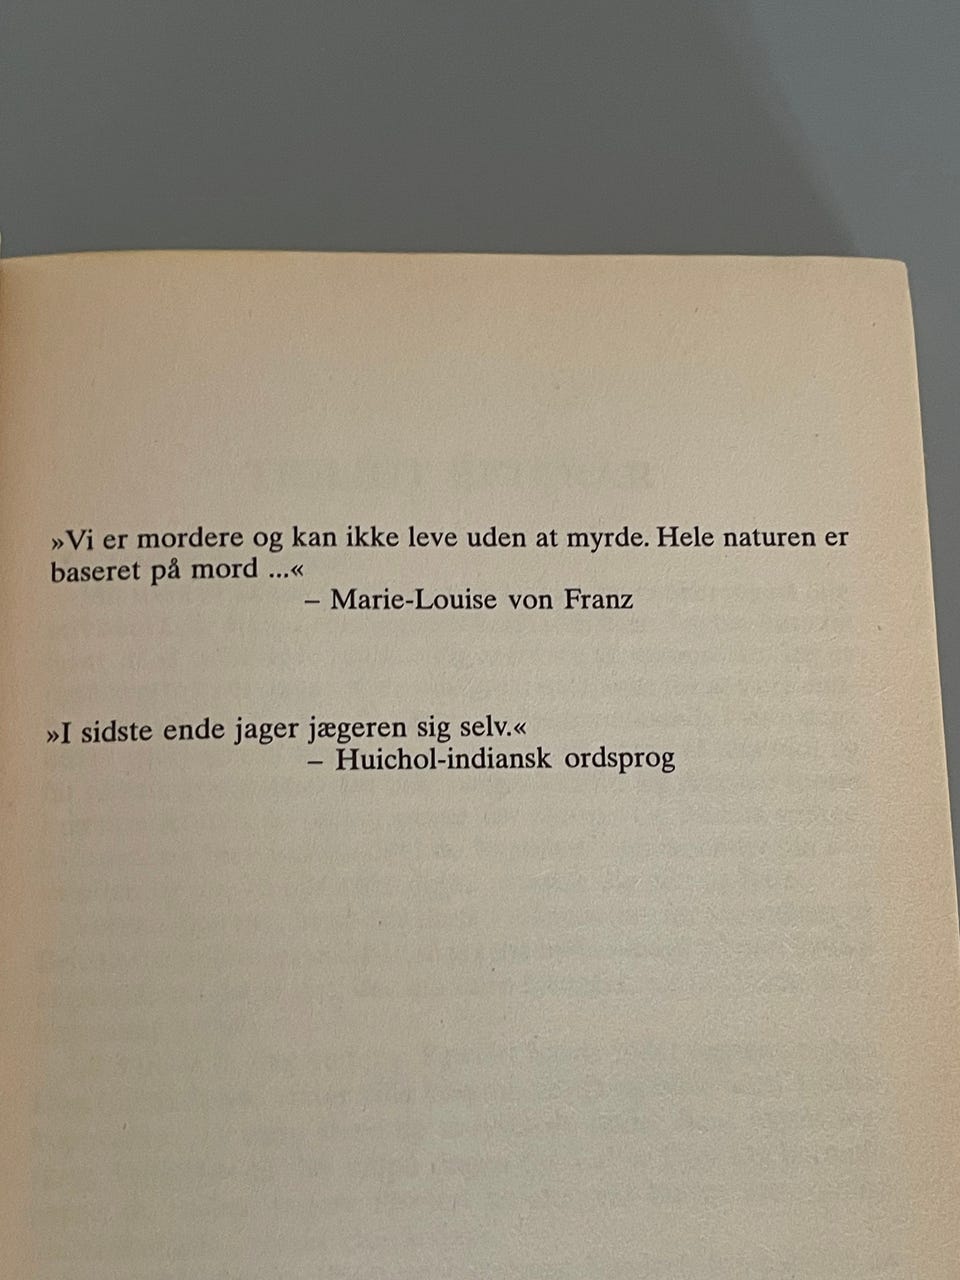 »Vi er mordere og kan ikke leve uden at myrde. Hele naturen er
baseret på mord ...«
– Marie-Louise von Franz
»I sidste ende jager jægeren sig selv.«
– Huichol-indiansk ordsprog